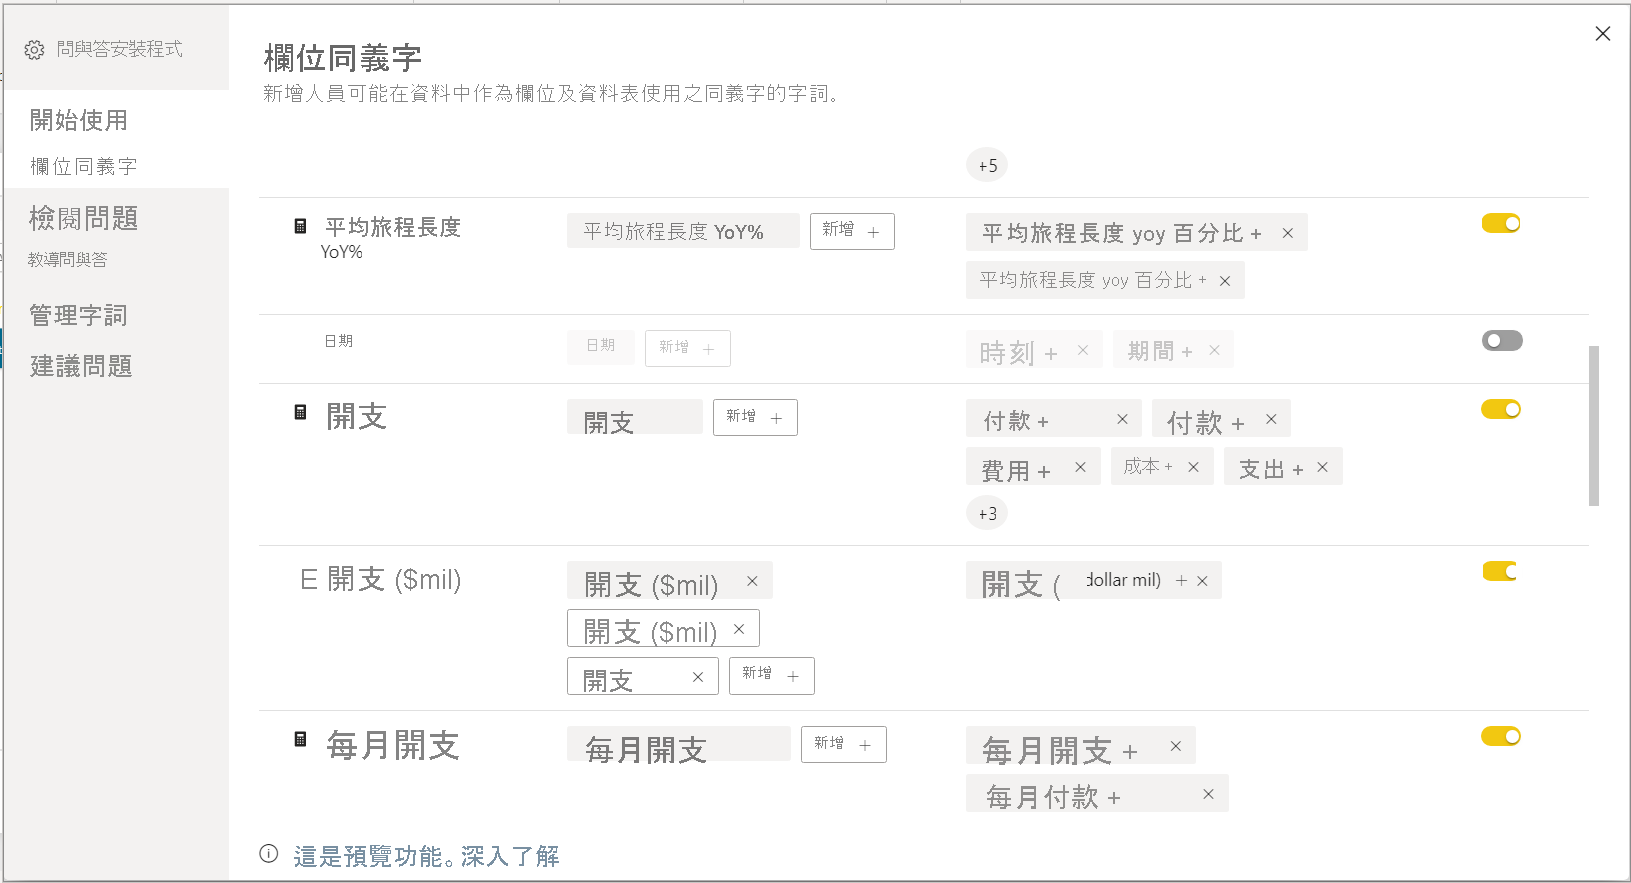 問與答安裝程式
開始使用
欄位同義字
檢閱問題
教導問與答
管理字詞
建議問題
欄位同義字
新增人員可能在資料中作為欄位及資料表使用之同義字的字詞。
+5
平均旅程長度 YoY% 平均旅程長度 YoY% 新增 + 平均旅程長度 yoy 百分比 + ×
平均旅程長度 yoy 百分比 + ×
日期 日期 新增 + 時刻 + × 期間 + ×
開支 開支 新增 + 付款 + × 付款 + ×
費用 + × 成本 + × 支出 + ×
+3
E 開支 ($mil) 開支 ($mil) × 開支 ( dollar mil) + ×
開支 ($mil) ×
開支 × 新增 +
每月開支 每月開支 新增 + 每月開支 + ×
每月付款 + ×
這是預覽功能。深入了解